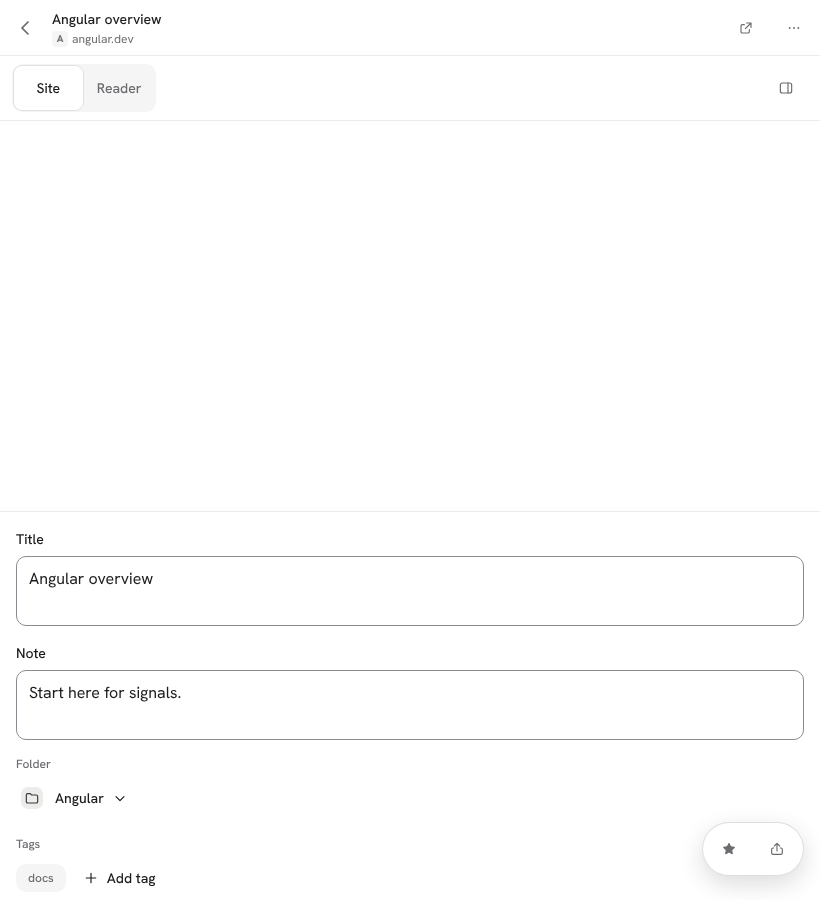 Angular overview
A angular.dev
Site Reader
Title
Angular overview
Note
Start here for signals.
Folder
Angular
Tags
docs Add tag